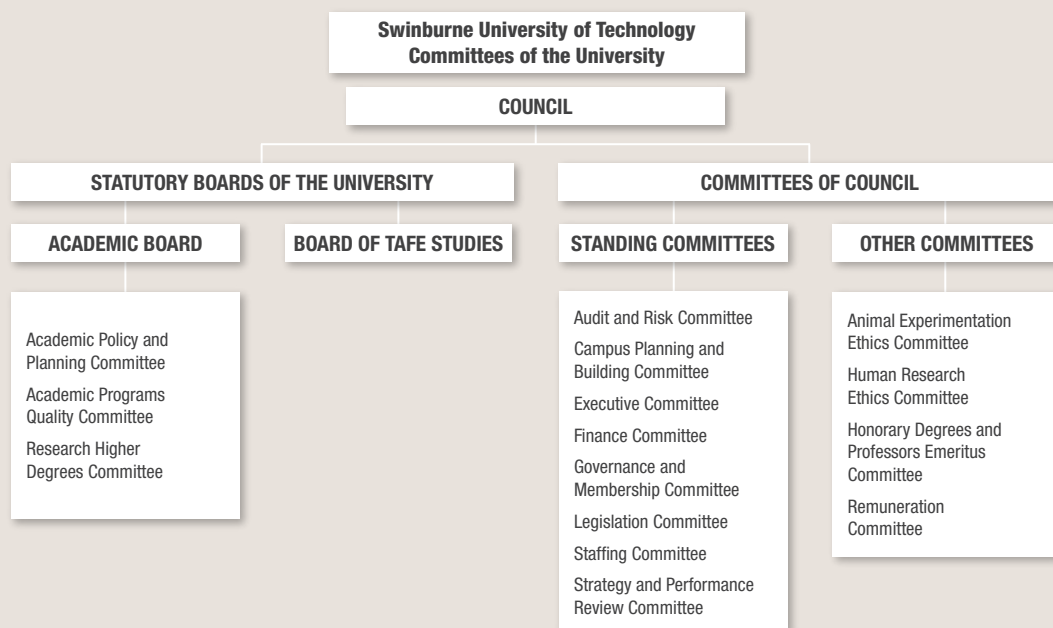 Swinburne University of Technology
Committees of the University
COUNCIL
STATUTORY BOARDS OF THE UNIVERSITY
COMMITTEES OF COUNCIL
ACADEMIC BOARD
BOARD OF TAFE STUDIES
STANDING COMMITTEES
OTHER COMMITTEES
Academic Policy and
Planning Committee
Academic Programs
Quality Committee
Research Higher
Degrees Committee
Audit and Risk Committee
Campus Planning and
Building Committee
Executive Committee
Finance Committee
Governance and
Membership Committee
Legislation Committee
Staffing Committee
Strategy and Performance
Review Committee
Animal Experimentation
Ethics Committee
Human Research
Ethics Committee
Honorary Degrees and
Professors Emeritus
Committee
Remuneration
Committee